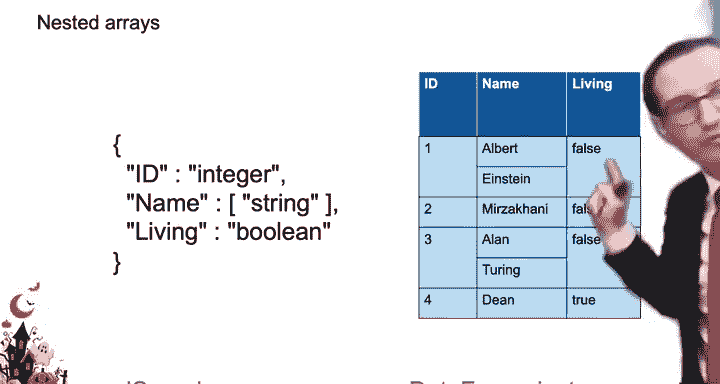 Nested arrays
{
"ID" : "integer",
"Name" : [ "string" ],
"Living" : "boolean"
}
ID Name Living
1 Albert false
Einstein
2 Mirzakhani
3 Alan false
Turing
4 Dean true